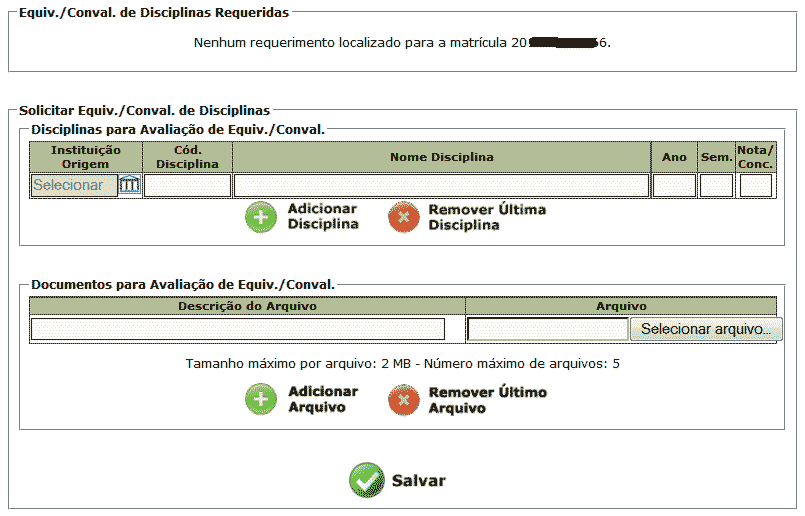 Equiv./Conval. de Disciplinas Requeridas
Nenhum requerimento localizado para a matrícula 20 6.
Solicitar Equiv./Conval. de Disciplinas
Disciplinas para Avaliação de Equiv./Conval.
Instituição Origem Cód. Disciplina Nome Disciplina Ano Sem. Nota/ Conc.
Selecionar
Adicionar Disciplina Remover Última Disciplina
Documentos para Avaliação de Equiv./Conval.
Descrição do Arquivo Arquivo
Selecionar arquivo...
Tamanho máximo por arquivo: 2 MB - Número máximo de arquivos: 5
Adicionar Arquivo Remover Último Arquivo
Salvar